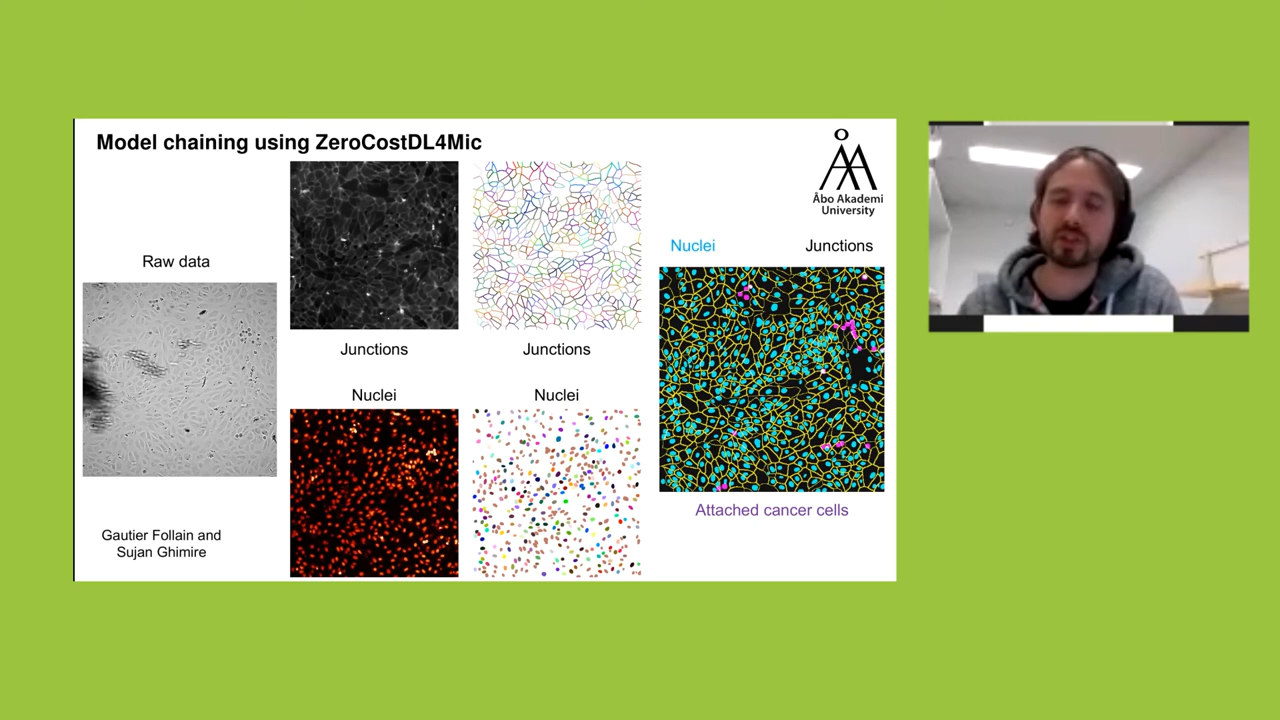 Model chaining using ZeroCostDL4Mic
Åbo Akademi
University
Raw data
Junctions
Junctions
Nuclei
Nuclei
Nuclei
Junctions
Attached cancer cells
Gautier Follain and
Sujan Ghimire